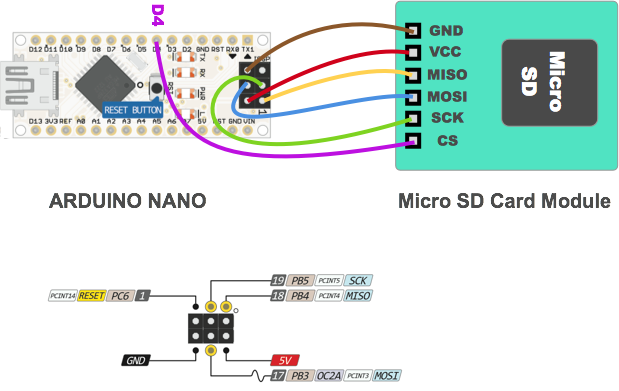 D4
D12 D11 D10 D9 D8 D7 D6 D5 D4 D3 D2 GND RST RX0 TX1
TX
RX
RST
PWR
L
ICSP
1
RESET BUTTON
D13 3V3 REF A0 A1 A2 A3 A4 A5 A6 A7 5V RST GND VIN
GND
VCC
MISO
MOSI
SCK
CS
Micro
SD
ARDUINO NANO
Micro SD Card Module
19 PB5 PCINT5 SCK
PCINT14 RESET PC6 1
18 PB4 PCINT4 MISO
GND
5V
17 PB3 OC2A PCINT3 MOSI